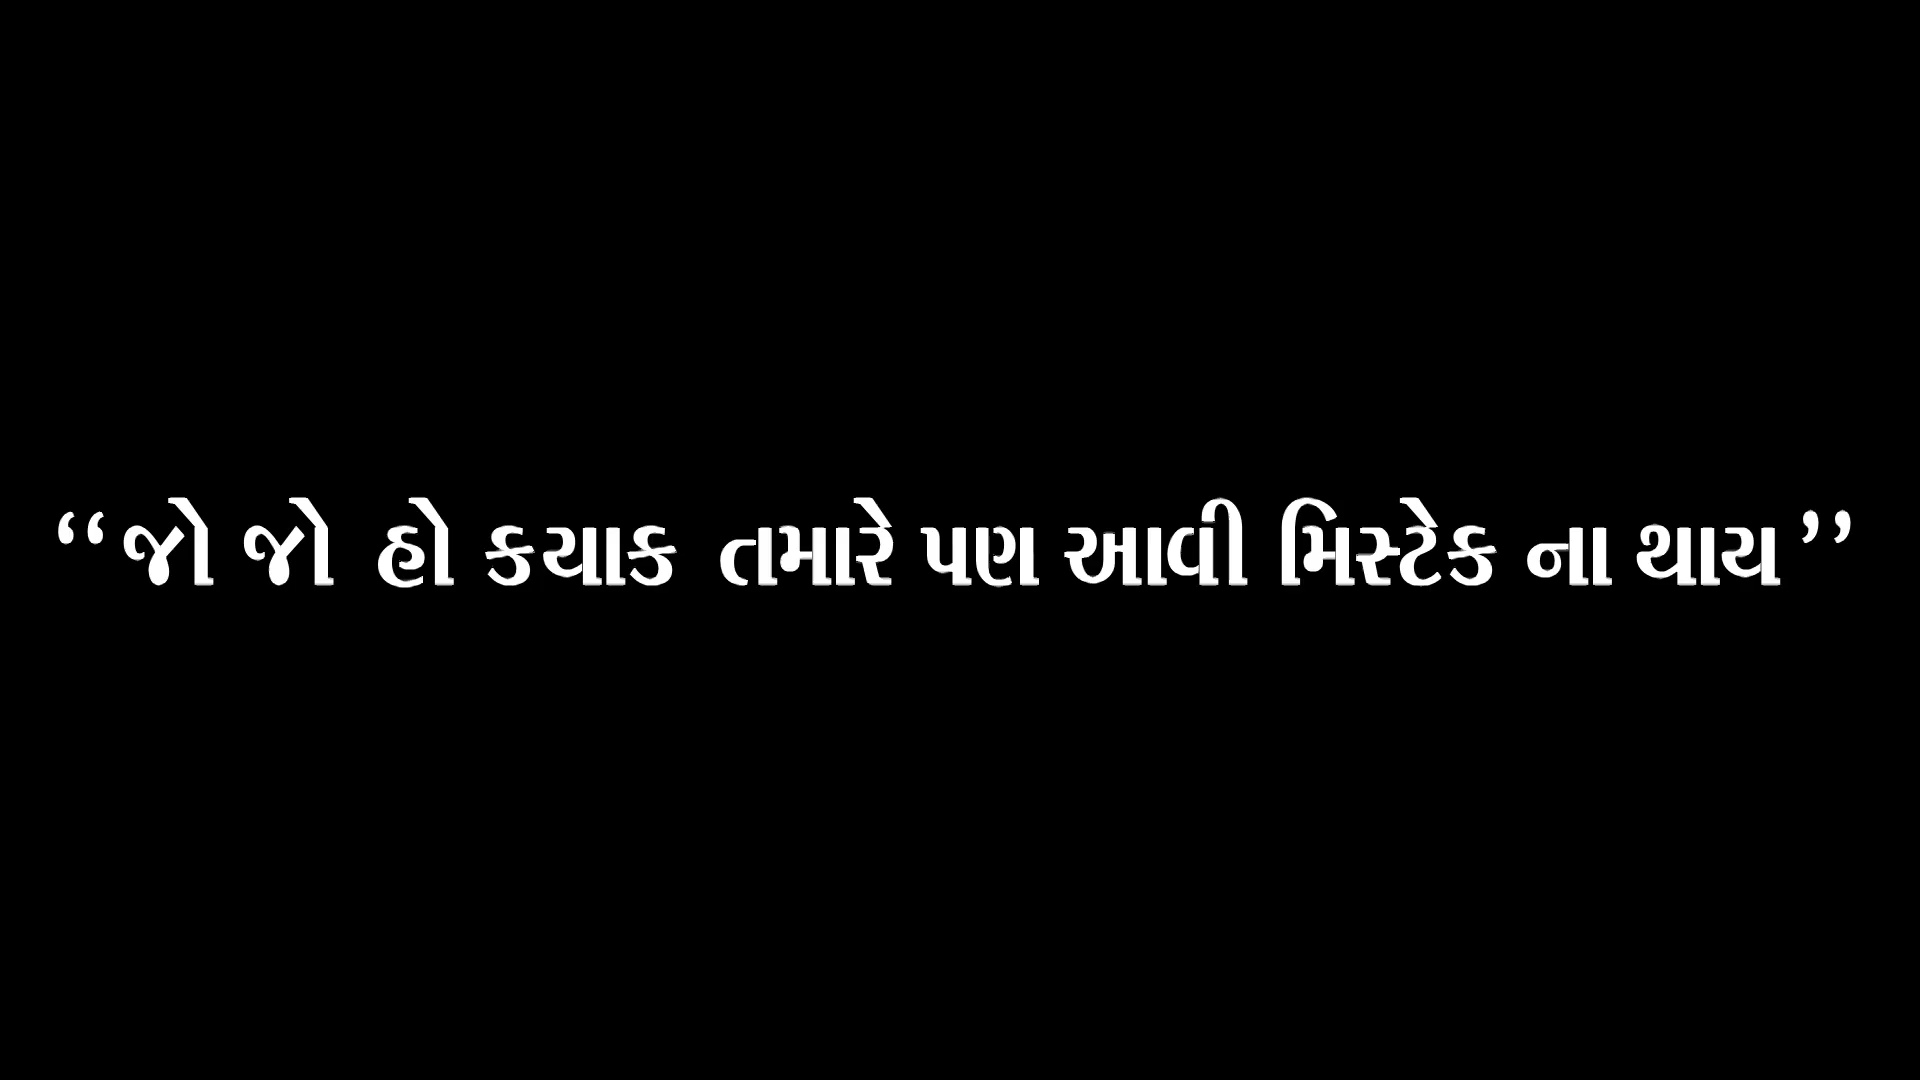 ‘‘જો જો હો કયાક તમારે પણ આવી મિસ્ટેક ના થાય’’